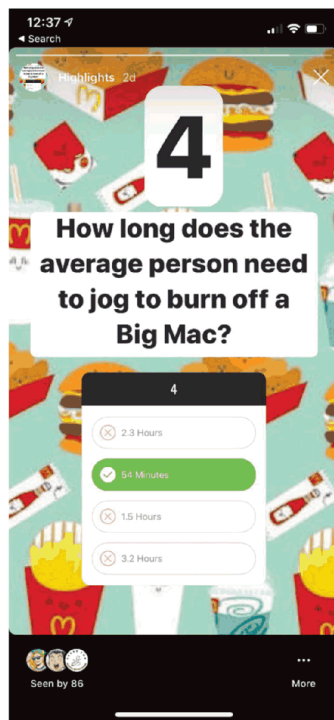 12:37
Search
Highlights 2d
4
How long does the
average person need
to jog to burn off a
Big Mac?
4
2.3 Hours
54 Minutes
1.5 Hours
3.2 Hours
Seen by 86
More